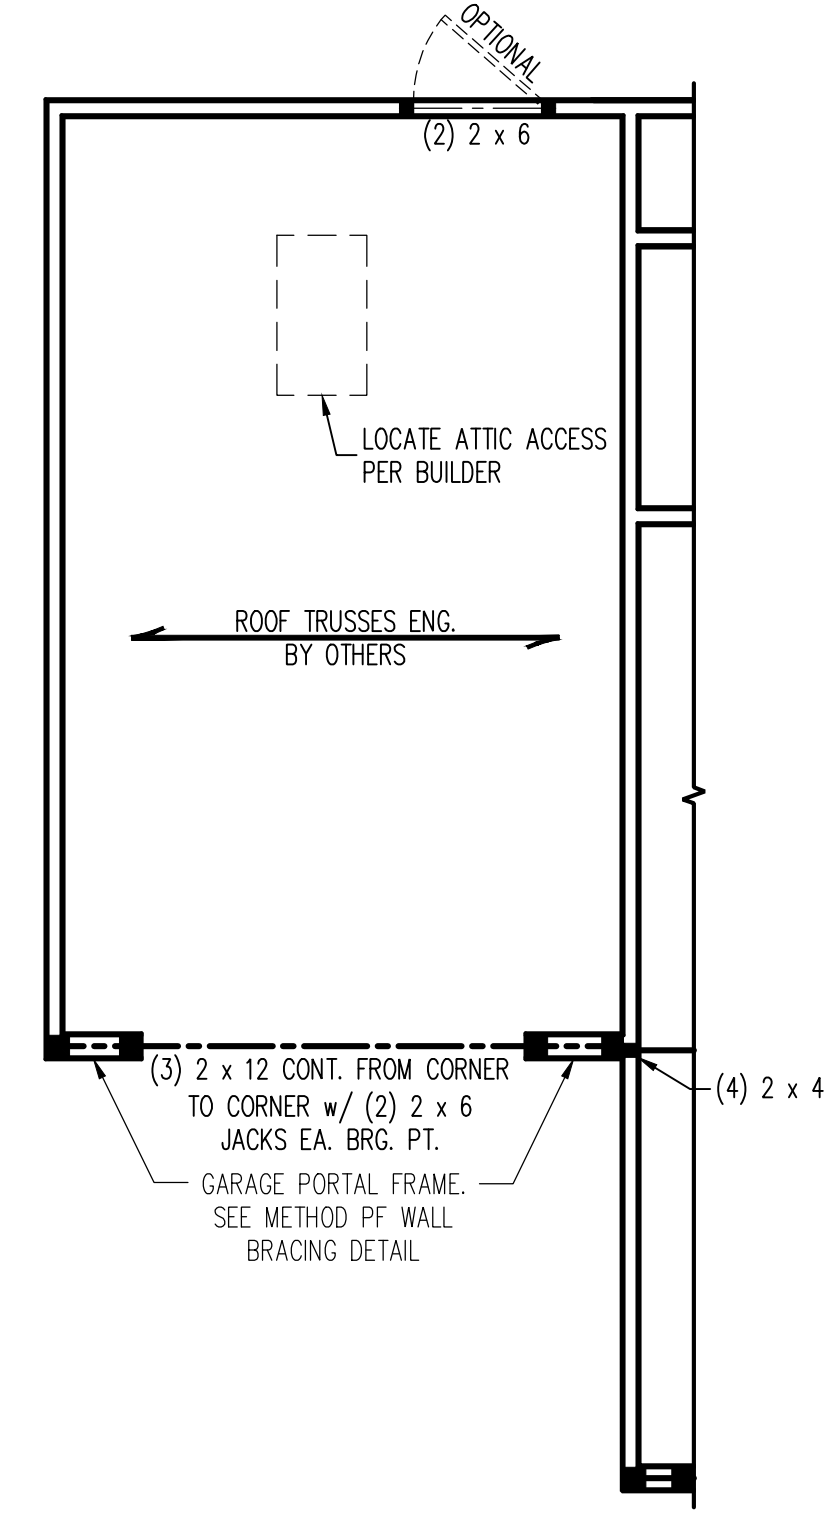 OPTIONAL
(2) 2 x 6
LOCATE ATTIC ACCESS
PER BUILDER
ROOF TRUSSES ENG.
BY OTHERS
(3) 2 x 12 CONT. FROM CORNER
TO CORNER w/ (2) 2 x 6
JACKS EA. BRG. PT.
(4) 2 x 4
GARAGE PORTAL FRAME.
SEE METHOD PF WALL
BRACING DETAIL